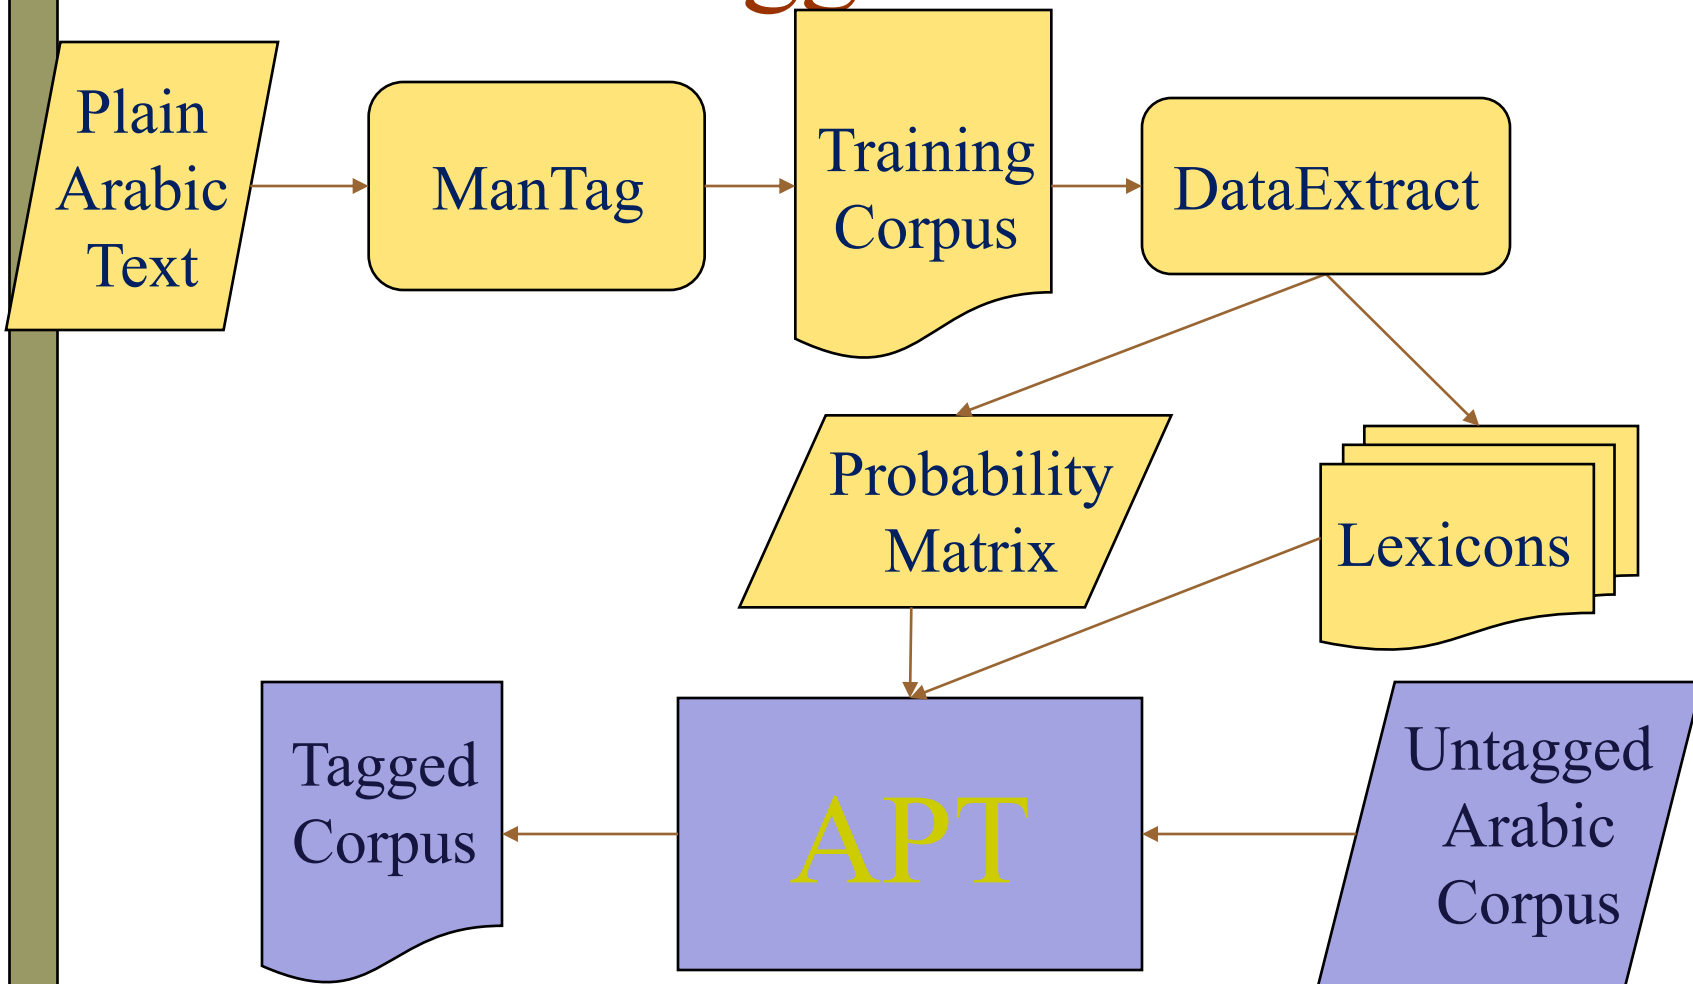 Plain
Arabic
Text
ManTag
Training
Corpus
DataExtract
Probability
Matrix
Lexicons
Tagged
Corpus
APT
Untagged
Arabic
Corpus